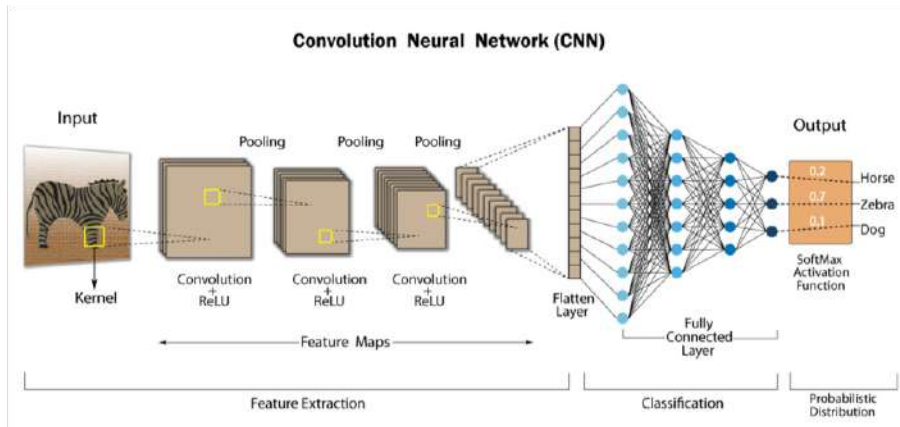 Convolution Neural Network (CNN)
Input
Pooling
Pooling
Pooling
Output
0.2
Horse
0.7
Zebra
0.1
Dog
Kernel
Convolution
+
ReLU
Convolution
+
ReLU
Convolution
+
ReLU
Flatten
Layer
SoftMax
Activation
Function
Feature Maps
Fully
Connected
Layer
Feature Extraction
Classification
Probabilistic
Distribution